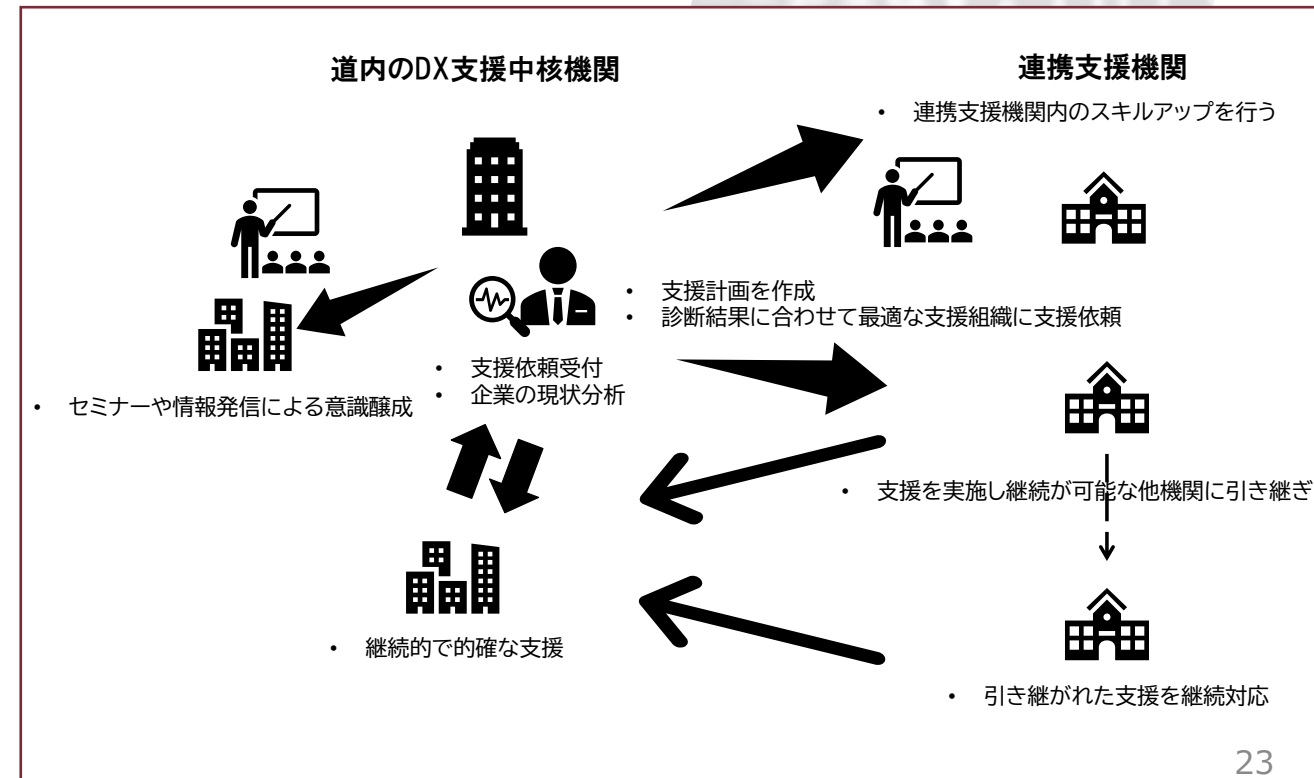 道内のDX支援中核機関
連携支援機関
• 連携支援機関内のスキルアップを行う
• 支援計画を作成
• 診断結果に合わせて最適な支援組織に支援依頼
• 支援依頼受付
• 企業の現状分析
• セミナーや情報発信による意識醸成
• 支援を実施し継続が可能な他機関に引き継ぎ
• 継続的で的確な支援
• 引き継がれた支援を継続対応
23